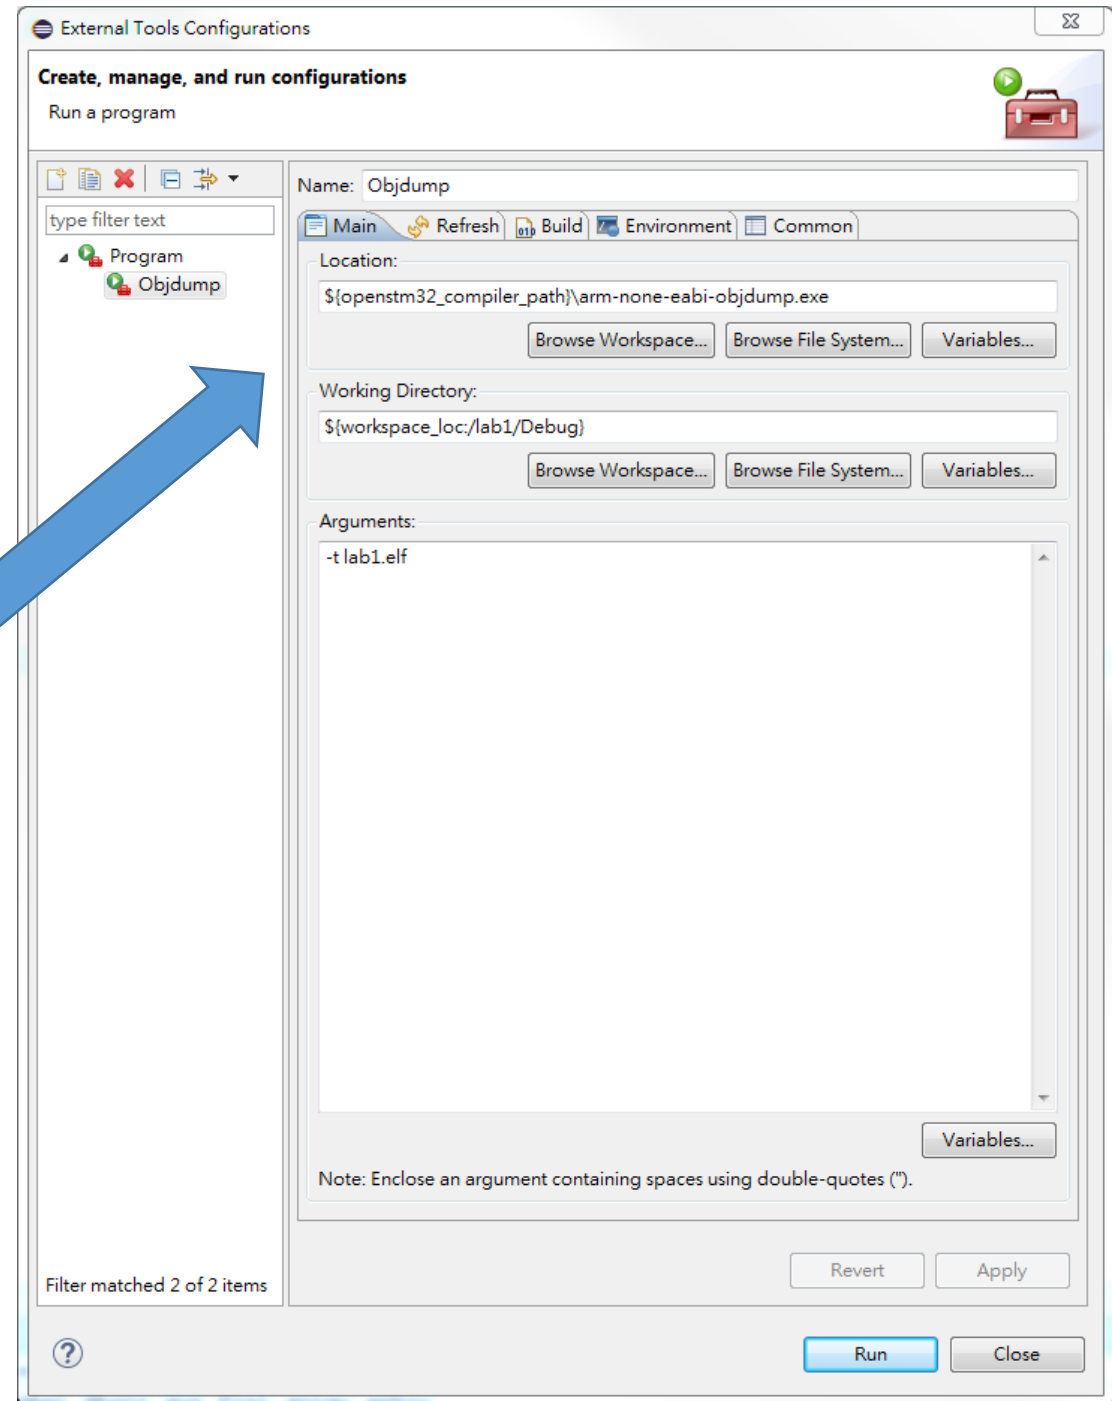 External Tools Configurations
Create, manage, and run configurations
Run a program
type filter text
Program
Objdump
Filter matched 2 of 2 items
Name: Objdump
Main Refresh Build Environment Common
Location:
${openstm32_compiler_path}\arm-none-eabi-objdump.exe
Browse Workspace... Browse File System... Variables...
Working Directory:
${workspace_loc:/lab1/Debug}
Browse Workspace... Browse File System... Variables...
Arguments:
-t lab1.elf
Variables...
Note: Enclose an argument containing spaces using double-quotes (").
Revert Apply
Run Close